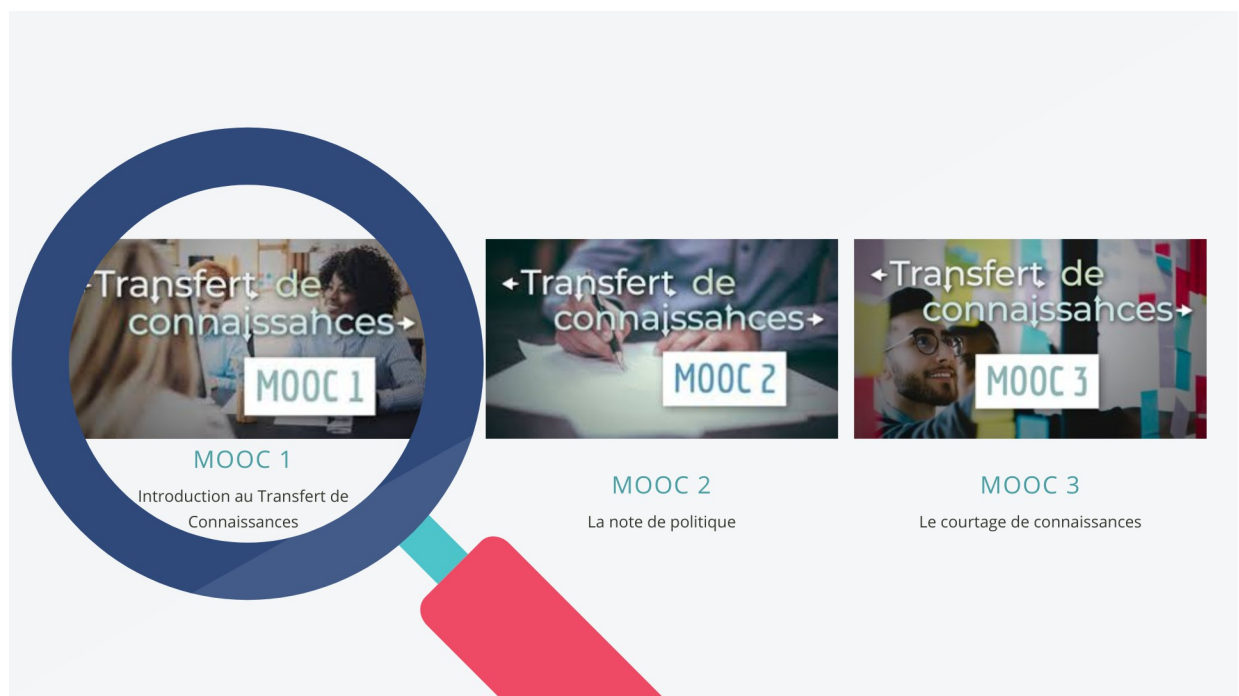 Transfert de
connaissances
MOOC 1
MOOC 1
Introduction au Transfert de
Connaissances
Transfert de
connaissances
MOOC 2
MOOC 2
La note de politique
Transfert de
connaissances
MOOC 3
MOOC 3
Le courtage de connaissances